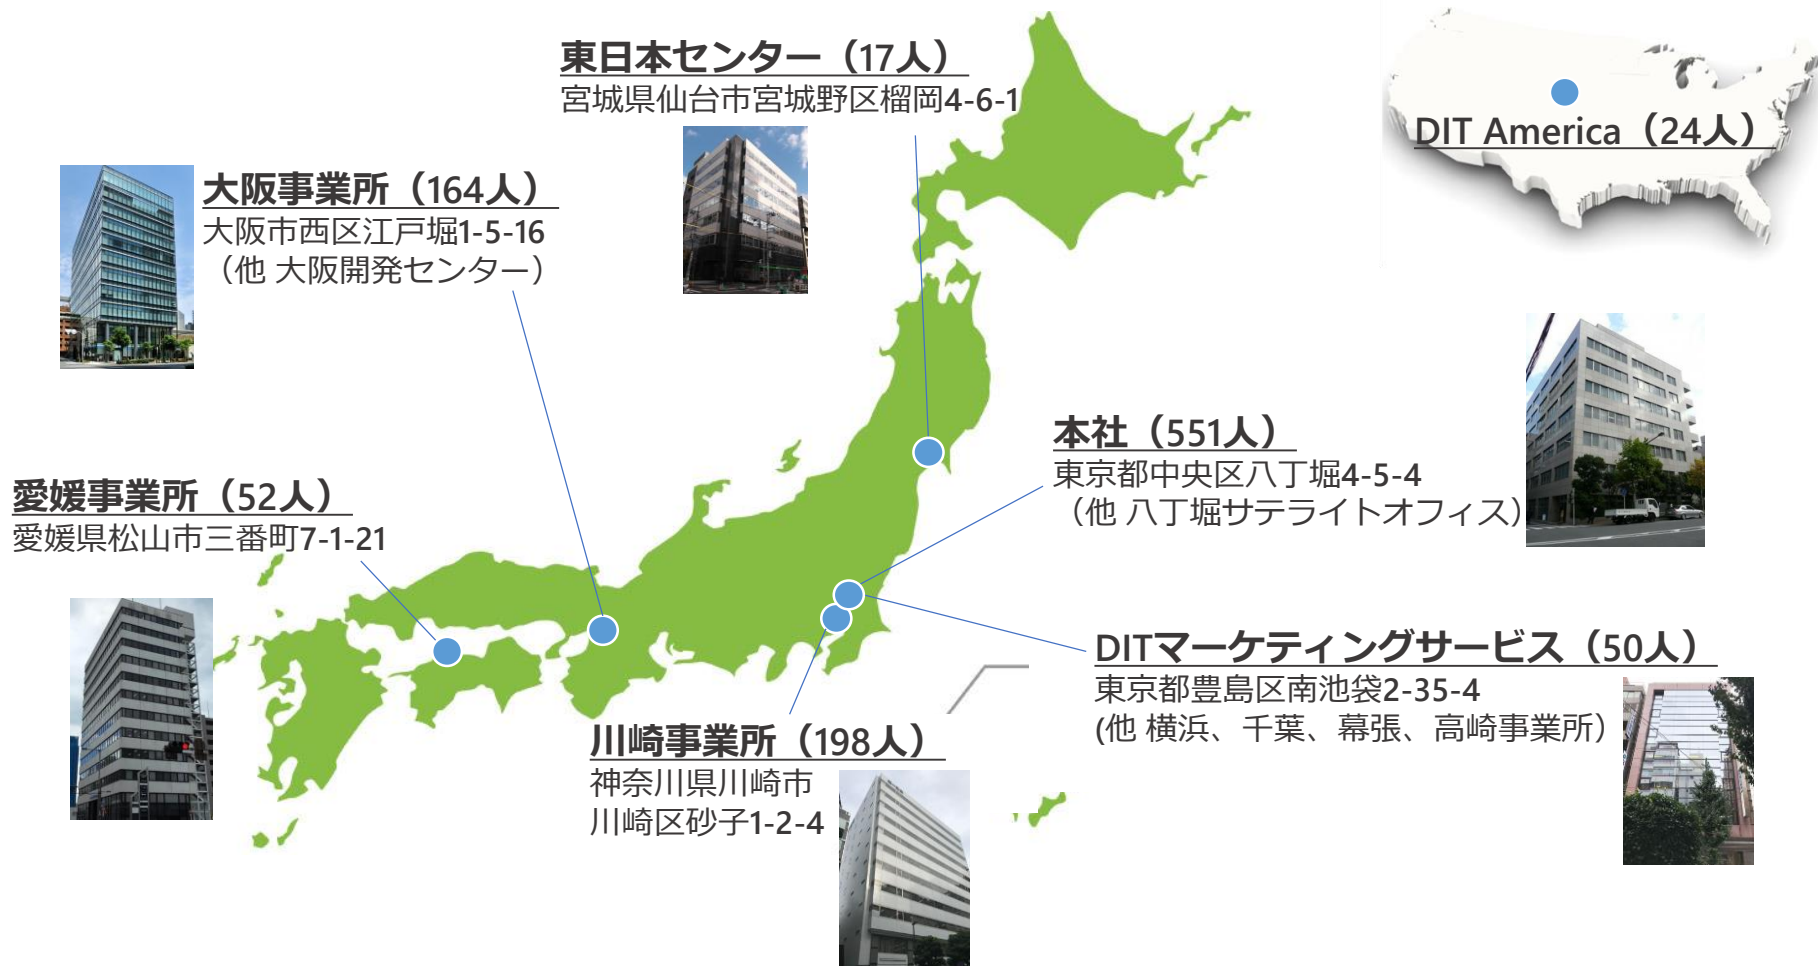 東日本センター（17人）
宮城県仙台市宮城野区榴岡4-6-1
DIT America（24人）
大阪事業所（164人）
大阪市西区江戸堀1-5-16
（他 大阪開発センター）
本社（551人）
東京都中央区八丁堀4-5-4
（他 八丁堀サテライトオフィス）
愛媛事業所（52人）
愛媛県松山市三番町7-1-21
DITマーケティングサービス（50人）
東京都豊島区南池袋2-35-4
(他 横浜、千葉、幕張、高崎事業所）
川崎事業所（198人）
神奈川県川崎市
川崎区砂子1-2-4